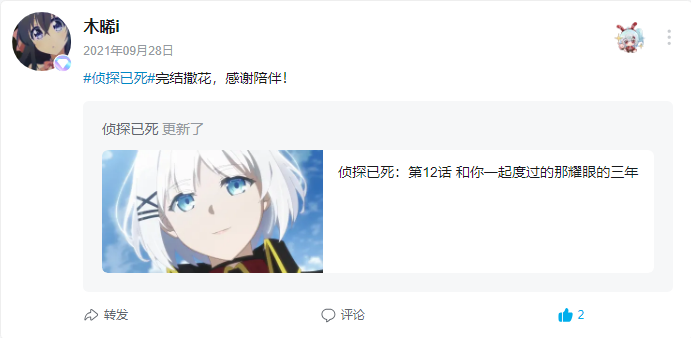 木晞i
2021年09月28日
#侦探已死#完结撒花，感谢陪伴！
侦探已死 更新了
侦探已死：第12话 和你一起度过的那耀眼的三年
转发
评论
2